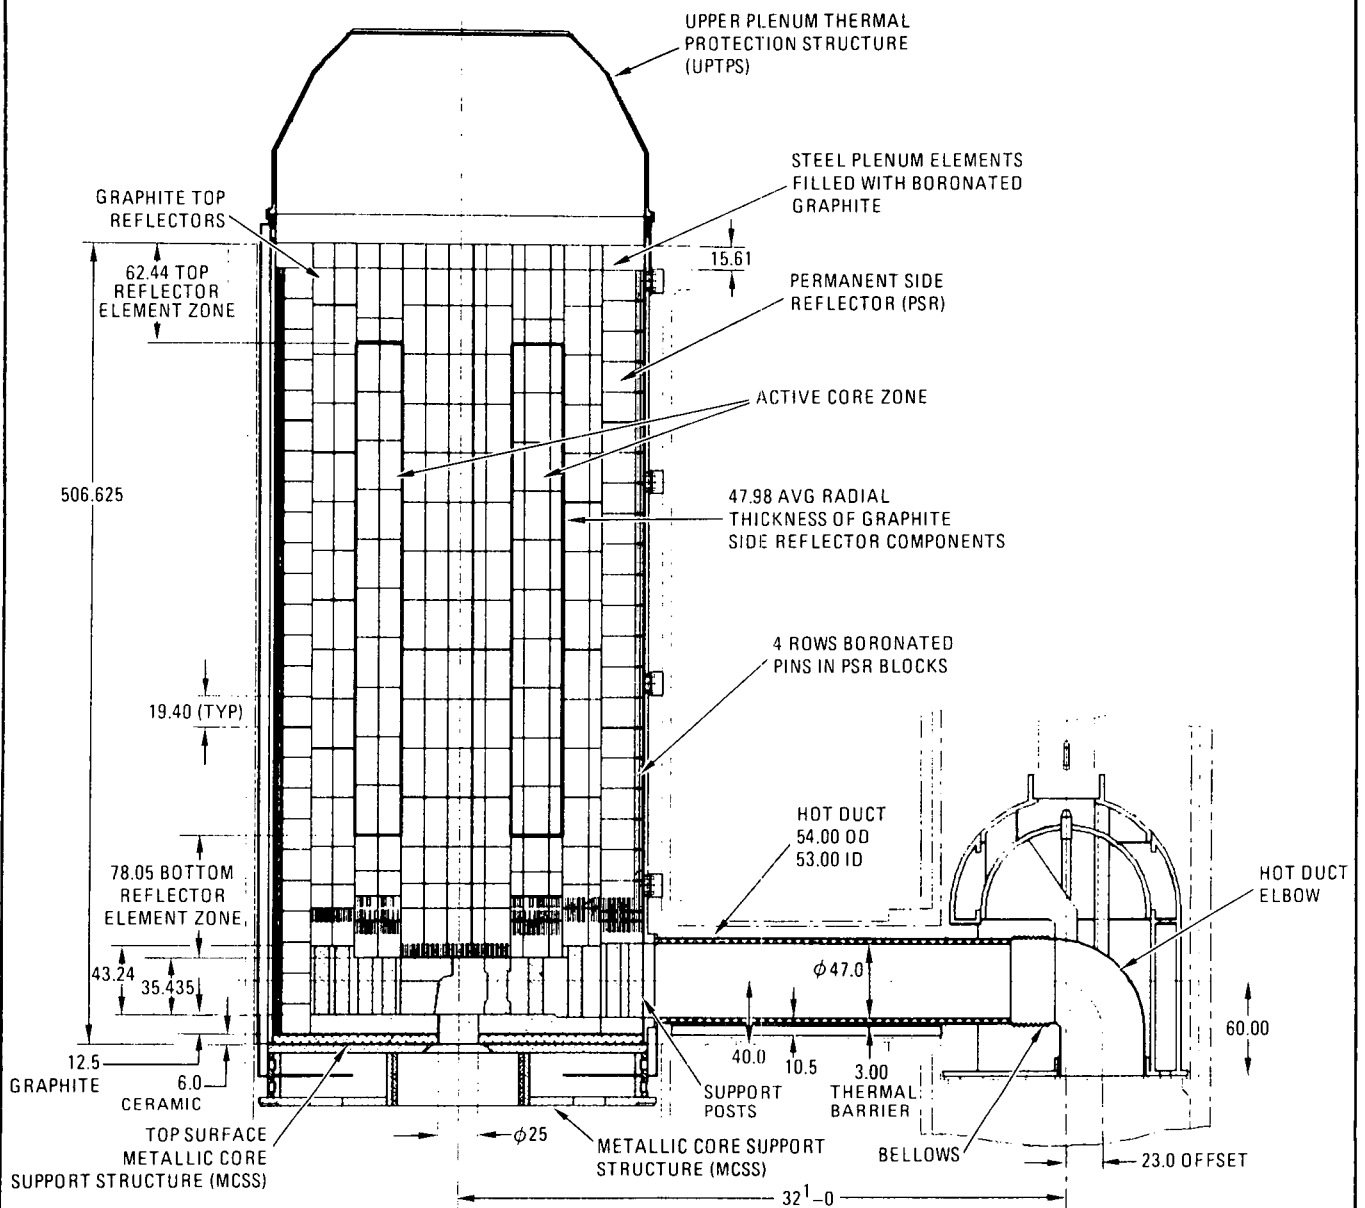 UPPER PLENUM THERMAL
PROTECTION STRUCTURE
(UPTPS)
STEEL PLENUM ELEMENTS
FILLED WITH BORONATED
GRAPHITE
GRAPHITE TOP
REFLECTORS
15.61
62.44 TOP
REFLECTOR
ELEMENT ZONE
PERMANENT SIDE
REFLECTOR (PSR)
ACTIVE CORE ZONE
506.625
47.98 AVG RADIAL
THICKNESS OF GRAPHITE
SIDE REFLECTOR COMPONENTS
4 ROWS BORONATED
PINS IN PSR BLOCKS
19.40 (TYP)
HOT DUCT
54.00 OD
53.00 ID
78.05 BOTTOM
REFLECTOR
ELEMENT ZONE
HOT DUCT
ELBOW
43.24
35.435
ϕ47.0
60.00
40.0
10.5
3.00
THERMAL
BARRIER
12.5
GRAPHITE
6.0
CERAMIC
SUPPORT
POSTS
TOP SURFACE
METALLIC CORE
SUPPORT STRUCTURE (MCSS)
ϕ25
METALLIC CORE SUPPORT
STRUCTURE (MCSS)
BELLOWS
23.0 OFFSET
32¹–0